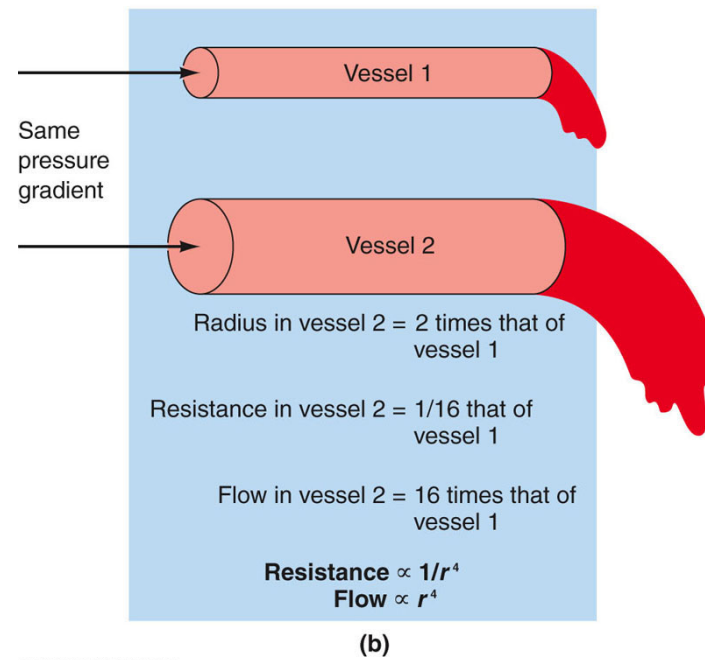 Vessel 1
Same
pressure
gradient
Vessel 2
Radius in vessel 2 = 2 times that of
vessel 1
Resistance in vessel 2 = 1/16 that of
vessel 1
Flow in vessel 2 = 16 times that of
vessel 1
Resistance ∝ 1/r⁴
Flow ∝ r⁴
(b)